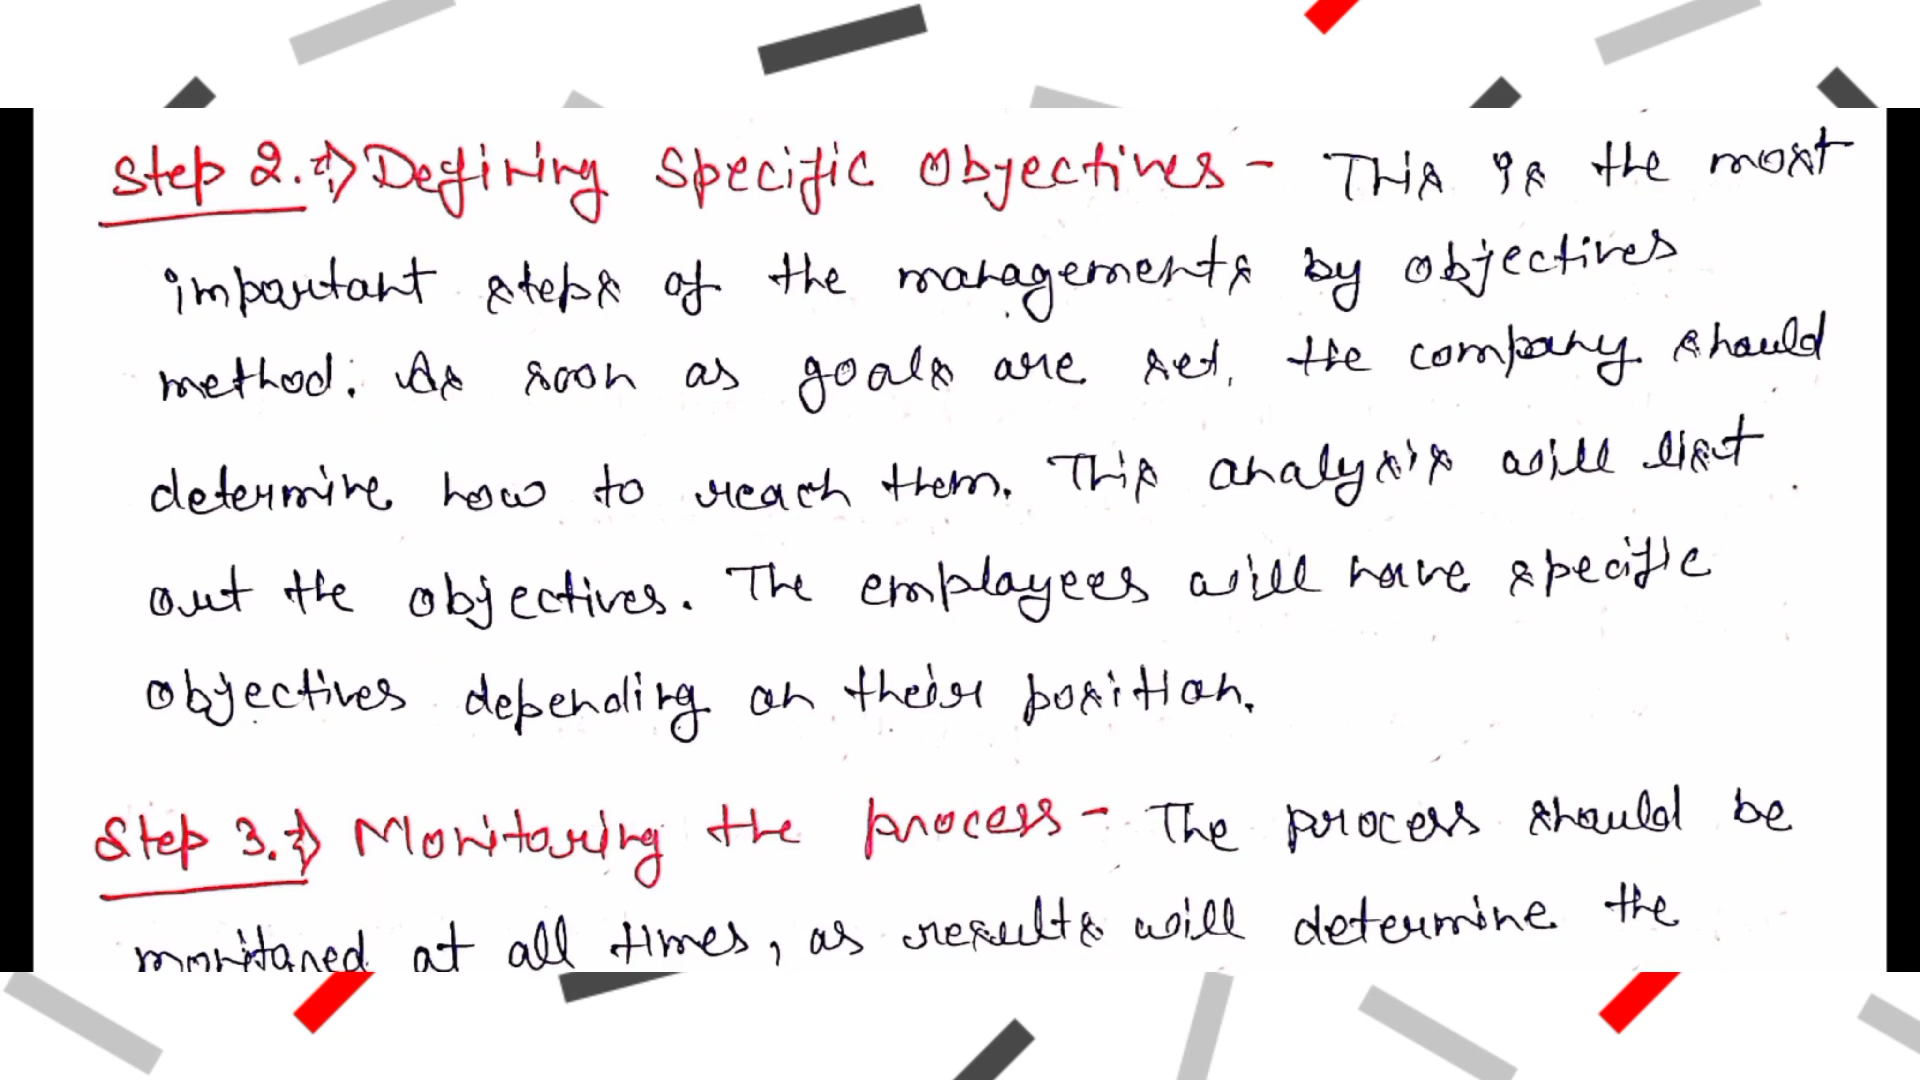 Step 2. ⇒ Defining Specific Objectives - This is the most
important steps of the managements by objectives
method. As soon as goals are set, the company should
determine how to reach them. This analysis will list
out the objectives. The employees will have specific
objectives depending on their position.
Step 3. ⇒ Monitoring the process - The process should be
monitored at all times, as results will determine the